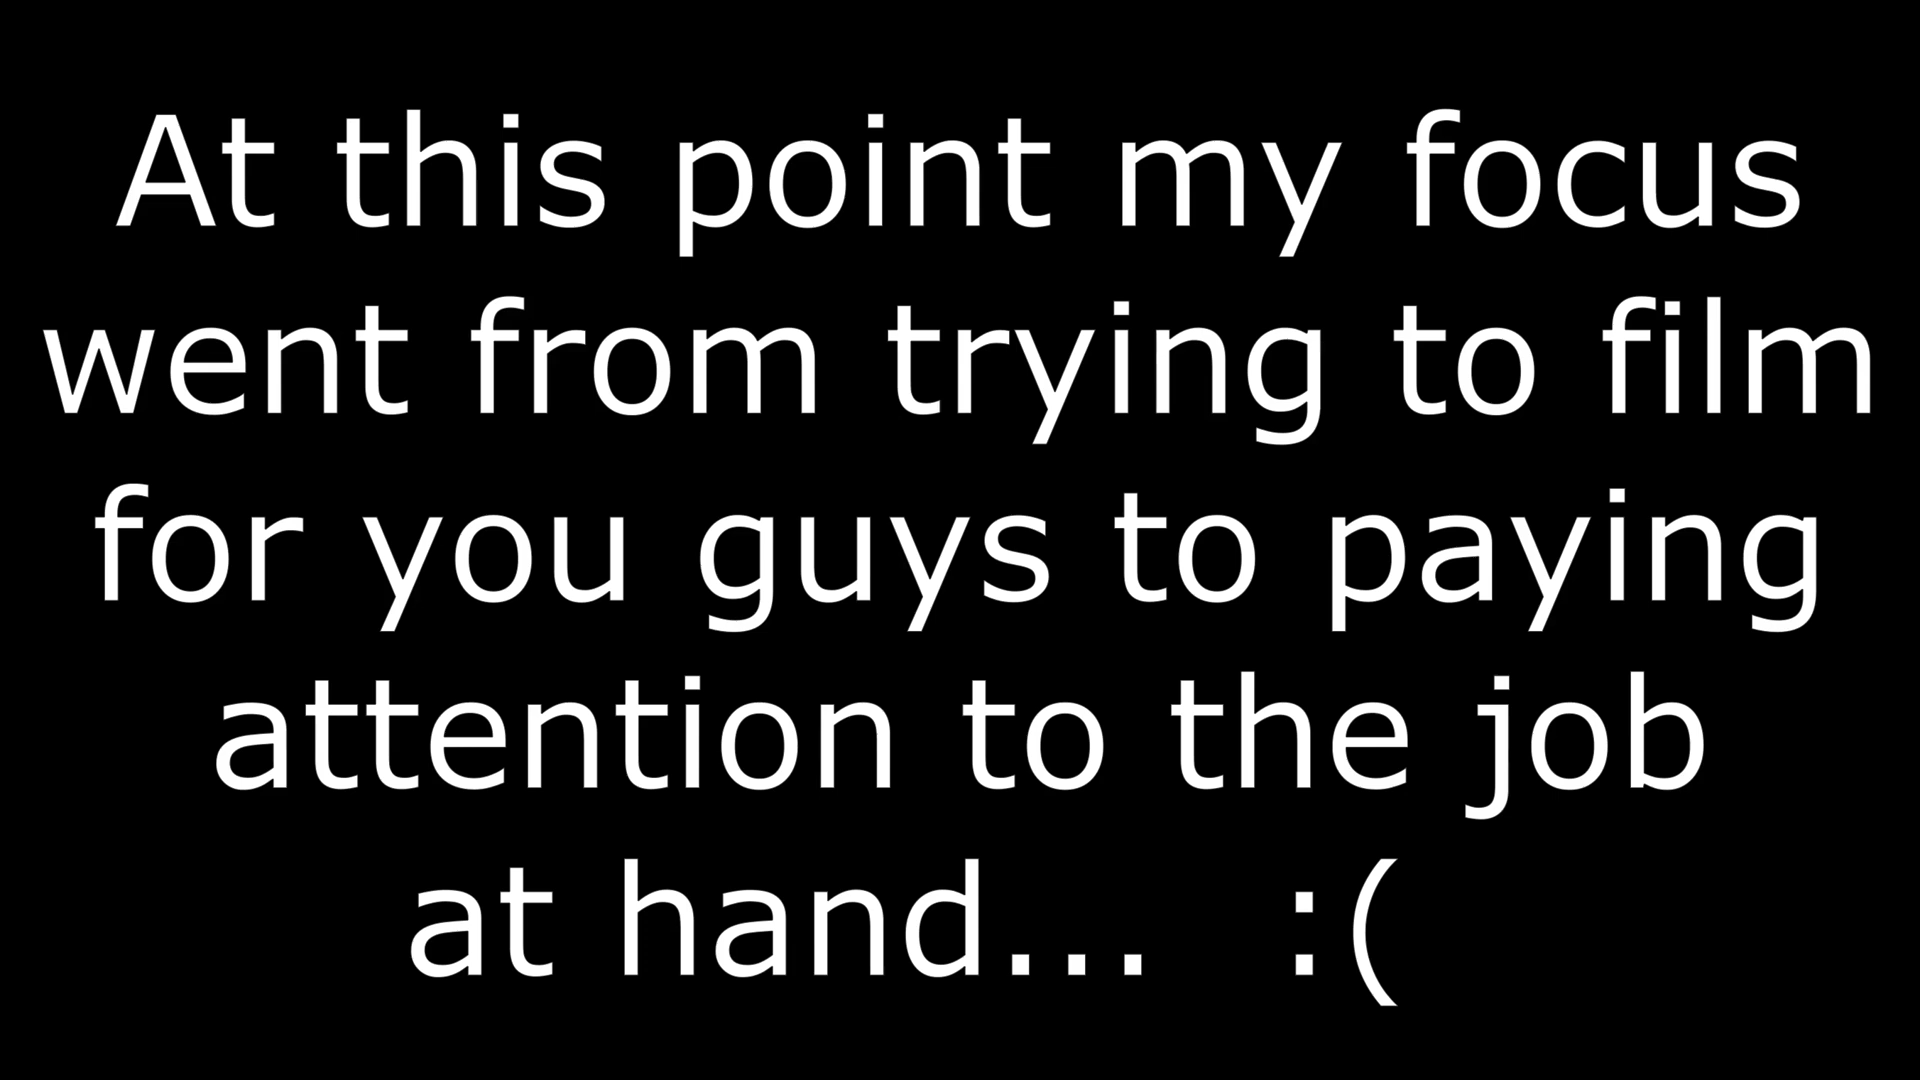 At this point my focus
went from trying to film
for you guys to paying
attention to the job
at hand...  :(